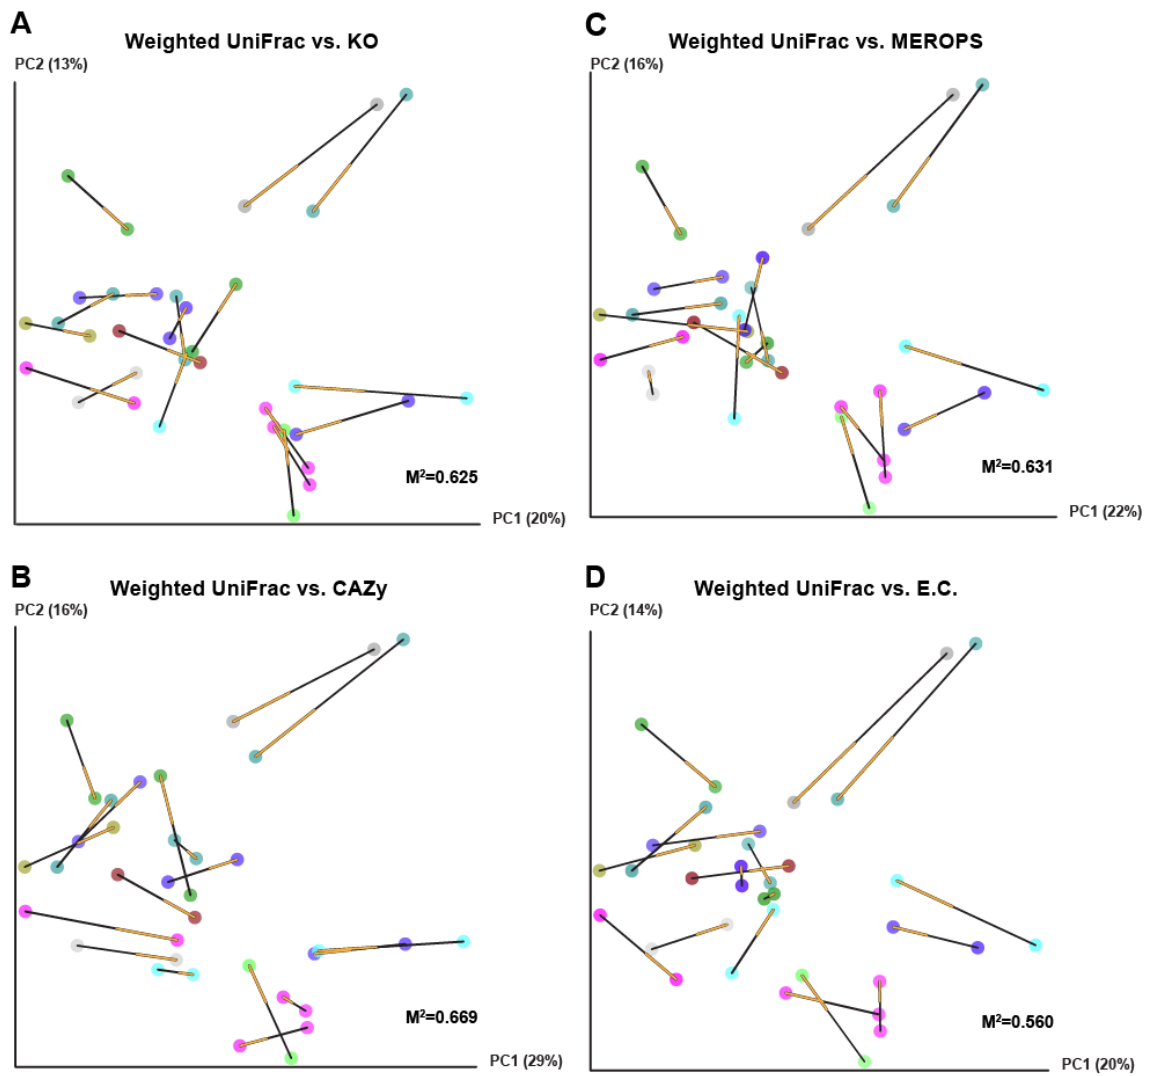 A
Weighted UniFrac vs. KO
PC2 (13%)
M²=0.625
PC1 (20%)
C
Weighted UniFrac vs. MEROPS
PC2 (16%)
M²=0.631
PC1 (22%)
B
Weighted UniFrac vs. CAZy
PC2 (16%)
M²=0.669
PC1 (29%)
D
Weighted UniFrac vs. E.C.
PC2 (14%)
M²=0.560
PC1 (20%)